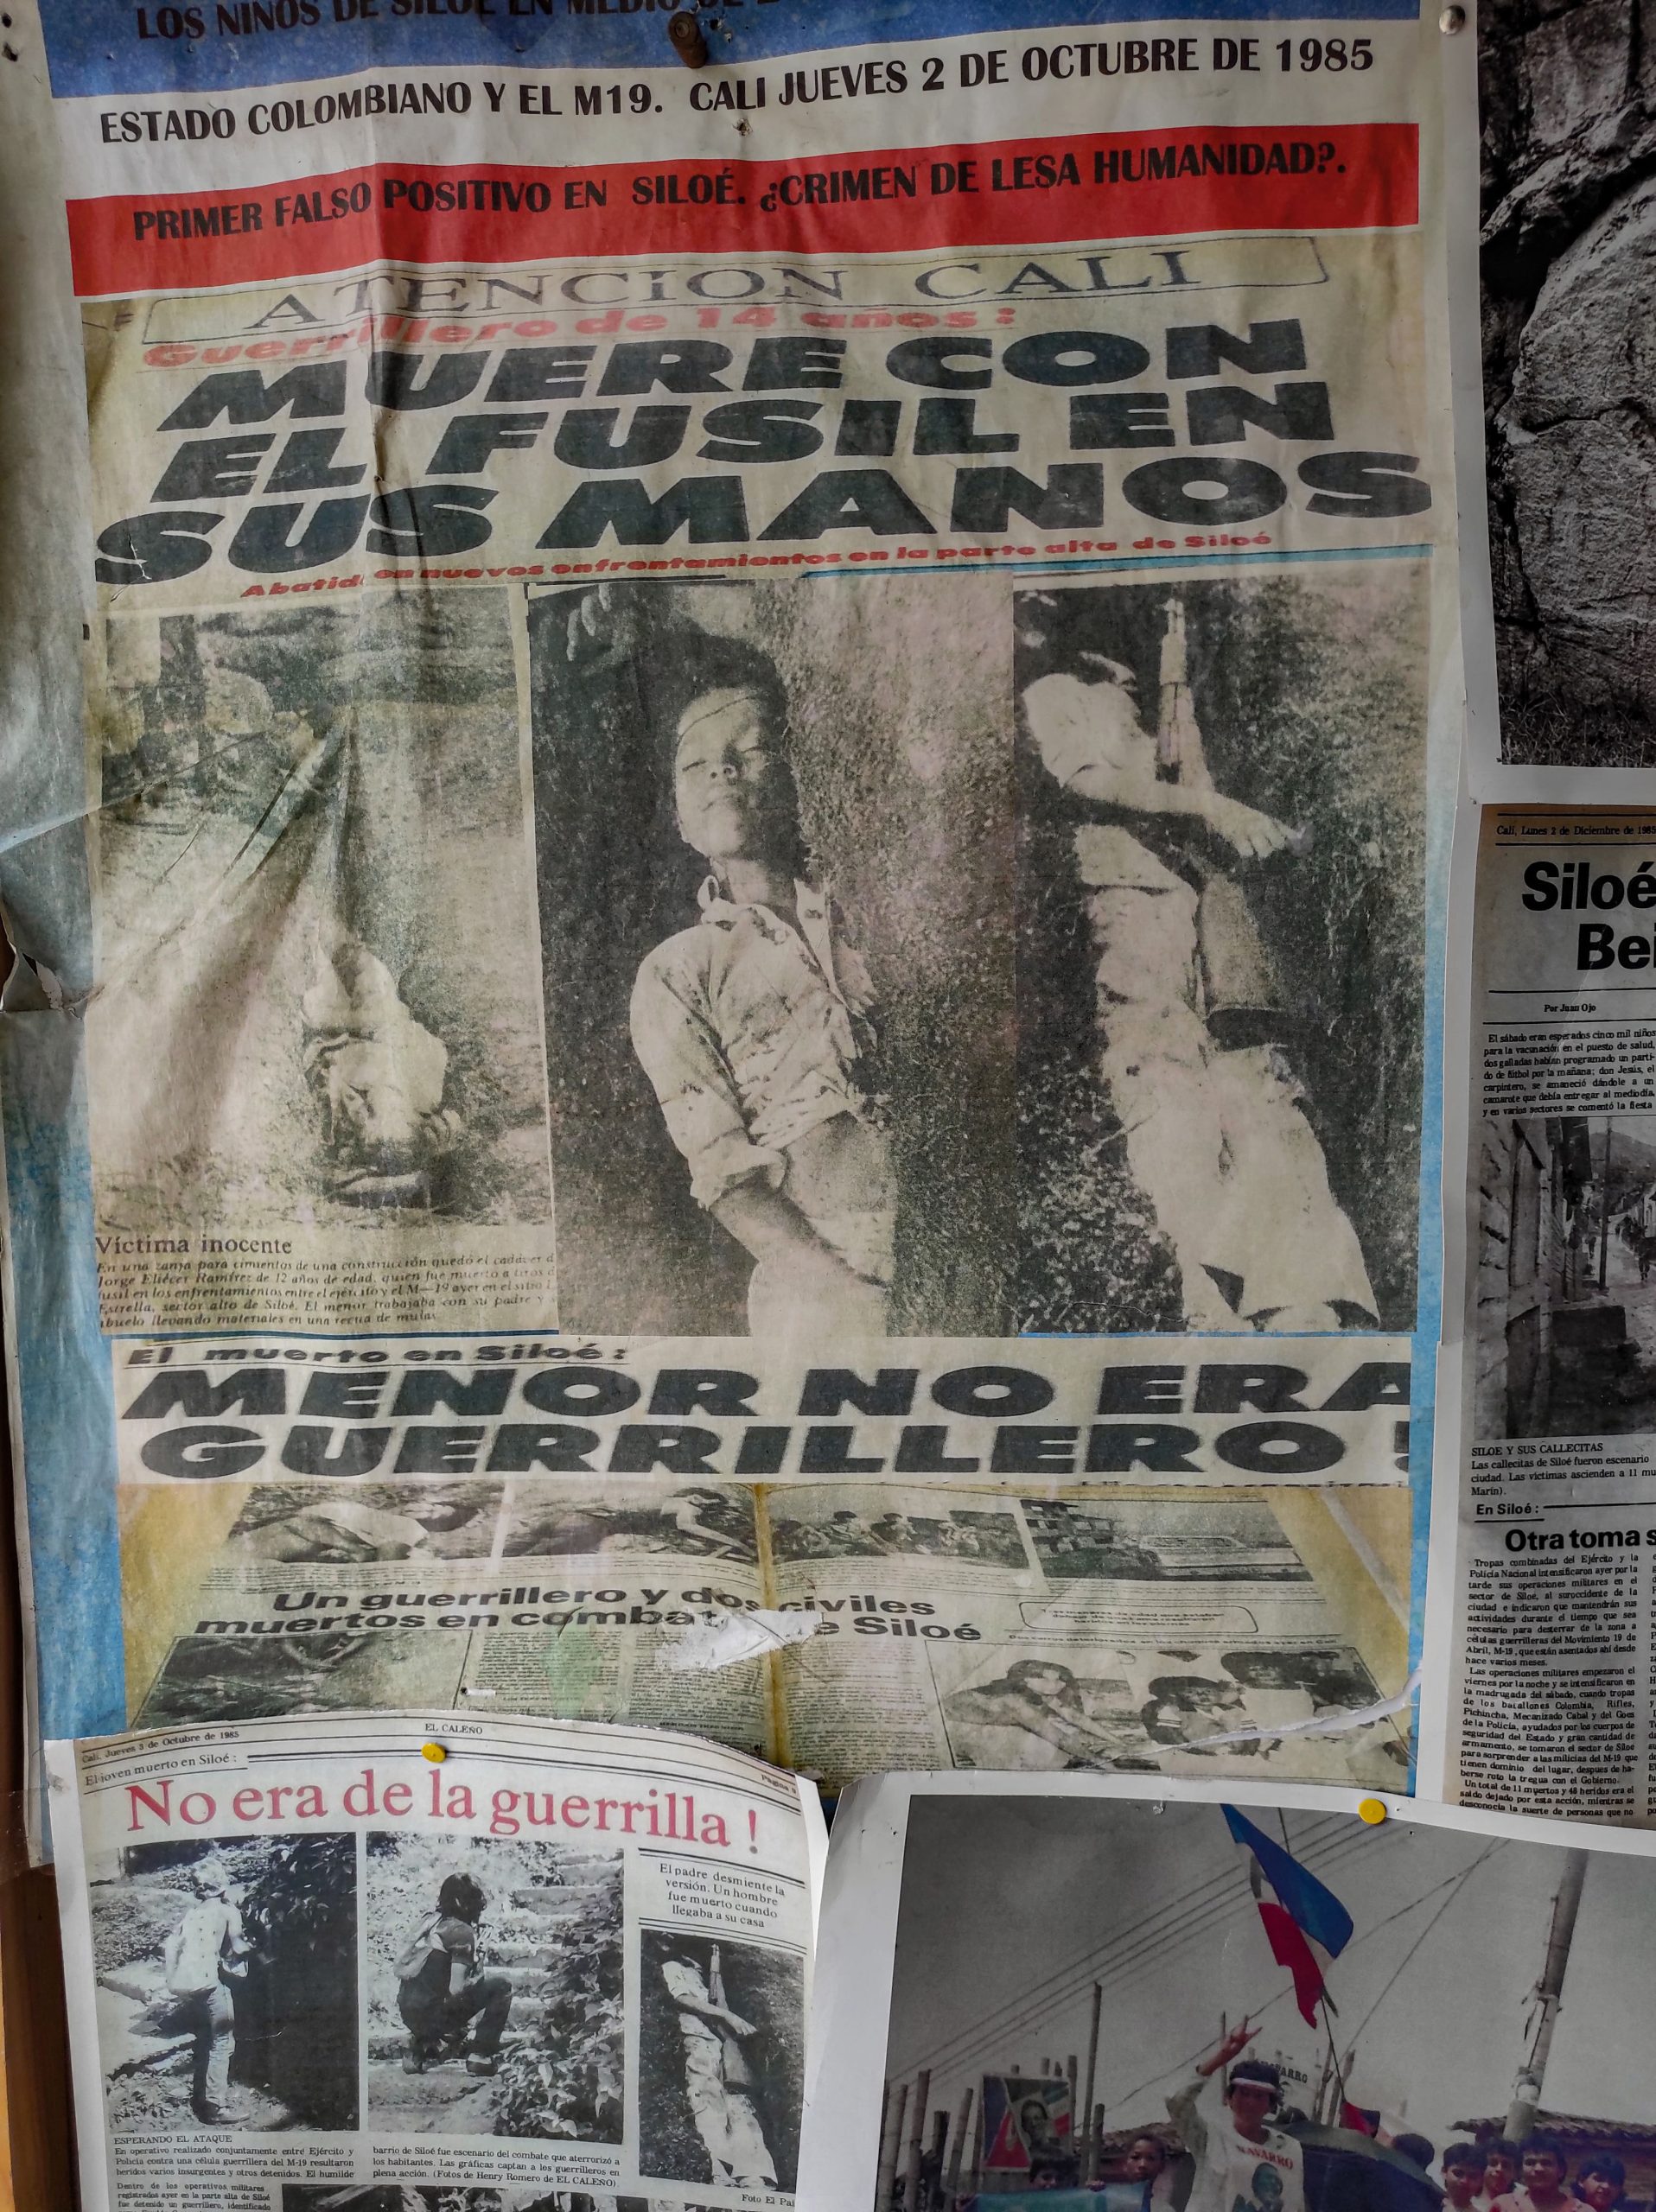 LOS NIÑOS DE SILOÉ EN MEDIO DE
ESTADO COLOMBIANO Y EL M19. CALI JUEVES 2 DE OCTUBRE DE 1985
PRIMER FALSO POSITIVO EN SILOÉ. ¿CRIMEN DE LESA HUMANIDAD?.
ATENCION CALI
Guerrillero de 14 años:
MUERE CON
EL FUSIL EN
SUS MANOS
Abatid en nuevos enfrentamientos en la parte alta de Siloé
Víctima inocente
En una zanja para cimientos de una construcción quedó el cadáver d
Jorge Eliécer Ramírez de 12 años de edad, quien fue muerto a tiros d
fusil en los enfrentamientos entre el ejército y el M—19 ayer en el sitio
Estrella, sector alto de Siloé. El menor trabajaba con su padre y
abuelo llevando materiales en una recua de mulas
El muerto en Siloé:
MENOR NO ERA
GUERRILLERO !
Un guerrillero y dos civiles
muertos en combat e Siloé
Cali, Jueves 3 de Octubre de 1985
EL CALEÑO
Página 9
El joven muerto en Siloé:
No era de la guerrilla!
El padre desmiente la
versión. Un hombre
fue muerto cuando
llegaba a su casa
ESPERANDO EL ATAQUE
En operativo realizado conjuntamente entre Ejército y
Policía contra una célula guerrillera del M-19 resultaron
heridos varios insurgentes y otros detenidos. El humilde
barrio de Siloé fue escenario del combate que aterrorizó a
los habitantes. Las gráficas captan a los guerrilleros en
plena acción. (Fotos de Henry Romero de EL CALEÑO)
Dentro de los operativos militares
registrados ayer en la parte alta de Siloé
fue detenido un guerrillero, identificado
Foto El Paí
Cali, Lunes 2 de Diciembre de 1985
Siloé
Bei
Por Juan Ojo
El sábado eran esperados cinco mil niños
para la vacunación en el puesto de salud,
dos galladas habían programado un parti-
do de fútbol por la mañana; don Jesús, el
carpintero, se amaneció dándole a un
camarote que debía entregar al mediodía,
y en varios sectores se comentó la fiesta
SILOE Y SUS CALLECITAS
Las callecitas de Siloé fueron escenario
ciudad. Las víctimas ascienden a 11 mu
Marín).
En Siloé:
Otra toma s
Tropas combinadas del Ejército y la
Policía Nacional intensificaron ayer por la
tarde sus operaciones militares en el
sector de Siloé, al suroccidente de la
ciudad e indicaron que mantendrán sus
actividades durante el tiempo que sea
necesario para desterrar de la zona a
células guerrilleras del Movimiento 19 de
Abril, M-19, que están asentados ahí desde
hace varios meses.
Las operaciones militares empezaron el
viernes por la noche y se intensificaron en
la madrugada del sábado, cuando tropas
de los batallones Colombia, Rifles,
Pichincha, Mecanizado Cabal y del Goes
de la Policía, ayudados por los cuerpos de
seguridad del Estado y gran cantidad de
armamento, se tomaron el sector de Siloé
para sorprender a las milicias del M-19 que
tienen dominio del lugar, despues de ha-
berse roto la tregua con el Gobierno.
Un total de 11 muertos y 48 heridos era el
saldo dejado por esta acción, mientras se
desconocía la suerte de personas que no
NAVARRO